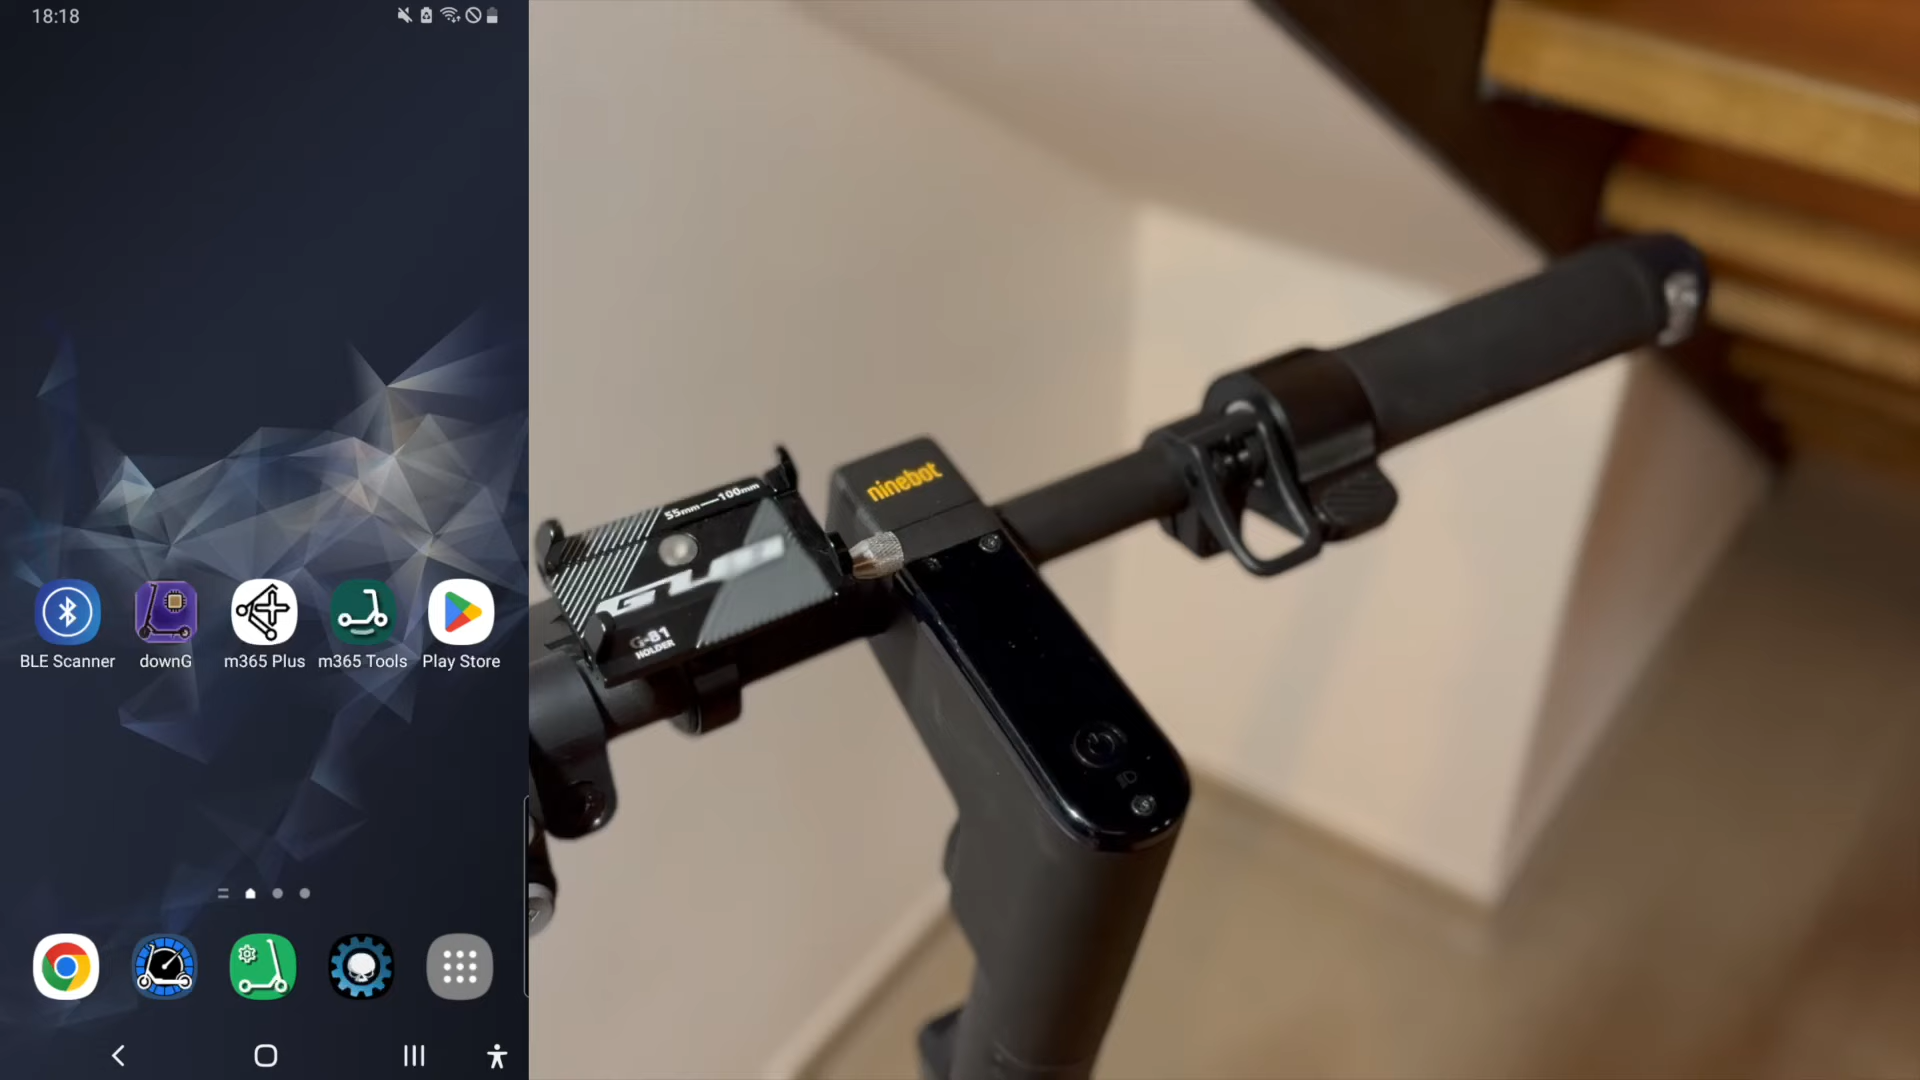 18:18
BLE Scanner
downG
m365 Plus
m365 Tools
Play Store
ninebot
55mm—100mm
G-81
HOLDER